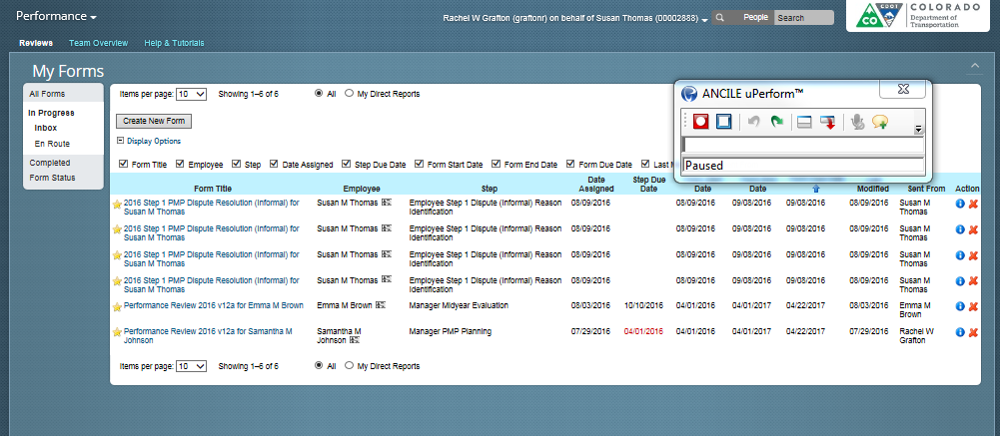 Performance
Rachel W Grafton (graftonr) on behalf of Susan Thomas (00002888)
People
Search
CO
CDOT
COLORADO
Department of
Transportation
Reviews
Team Overview
Help & Tutorials
My Forms
All Forms
In Progress
Inbox
En Route
Completed
Form Status
Items per page: 10 Showing 1–6 of 6 All My Direct Reports
ANCILE uPerform™
Paused
Create New Form
Display Options
Form Title Employee Step Date Assigned Step Due Date Form Start Date Form End Date Form Due Date Last
Form Title Employee Step Date Assigned Step Due Date Date Date Modified Sent From Action
2016 Step 1 PMP Dispute Resolution (Informal) for Susan M Thomas Susan M Thomas Employee Step 1 Dispute (Informal) Reason Identification 08/09/2016 08/09/2016 09/08/2016 09/08/2016 08/09/2016 Susan M Thomas
2016 Step 1 PMP Dispute Resolution (Informal) for Susan M Thomas Susan M Thomas Employee Step 1 Dispute (Informal) Reason Identification 08/09/2016 08/09/2016 09/08/2016 09/08/2016 08/09/2016 Susan M Thomas
2016 Step 1 PMP Dispute Resolution (Informal) for Susan M Thomas Susan M Thomas Employee Step 1 Dispute (Informal) Reason Identification 08/09/2016 08/09/2016 09/08/2016 09/08/2016 08/09/2016 Susan M Thomas
2016 Step 1 PMP Dispute Resolution (Informal) for Susan M Thomas Susan M Thomas Employee Step 1 Dispute (Informal) Reason Identification 08/09/2016 08/09/2016 09/08/2016 09/08/2016 08/09/2016 Susan M Thomas
Performance Review 2016 v12a for Emma M Brown Emma M Brown Manager Midyear Evaluation 08/03/2016 10/10/2016 04/01/2016 04/01/2017 04/22/2017 08/03/2016 Emma M Brown
Performance Review 2016 v12a for Samantha M Johnson Samantha M Johnson Manager PMP Planning 07/29/2016 04/01/2016 04/01/2016 04/01/2017 04/22/2017 07/29/2016 Rachel W Grafton
Items per page: 10 Showing 1–6 of 6 All My Direct Reports